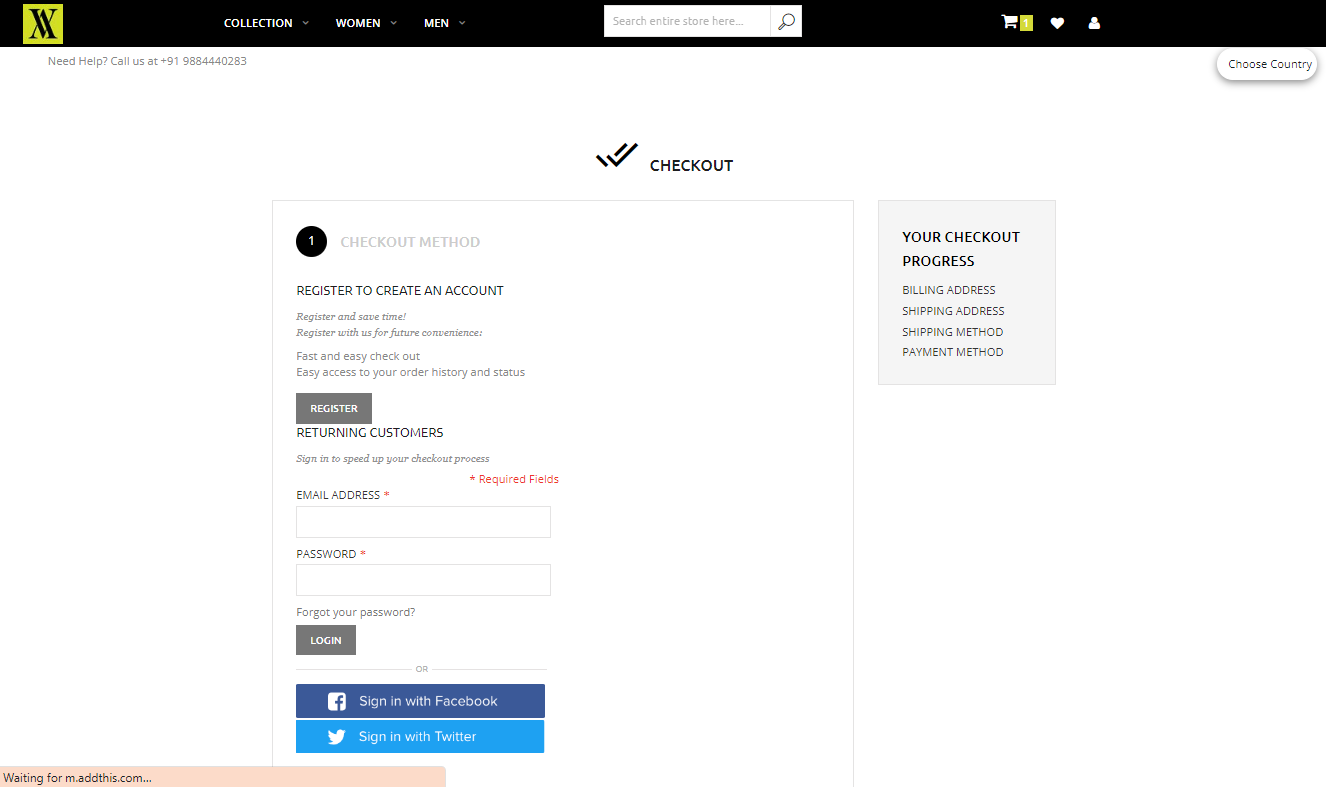 COLLECTION WOMEN MEN Search entire store here... 1
Need Help? Call us at +91 9884440283
Choose Country
CHECKOUT
1 CHECKOUT METHOD
REGISTER TO CREATE AN ACCOUNT
Register and save time!
Register with us for future convenience:
Fast and easy check out
Easy access to your order history and status
REGISTER
RETURNING CUSTOMERS
Sign in to speed up your checkout process
* Required Fields
EMAIL ADDRESS *
PASSWORD *
Forgot your password?
LOGIN
OR
Sign in with Facebook
Sign in with Twitter
YOUR CHECKOUT
PROGRESS
BILLING ADDRESS
SHIPPING ADDRESS
SHIPPING METHOD
PAYMENT METHOD
Waiting for m.addthis.com...